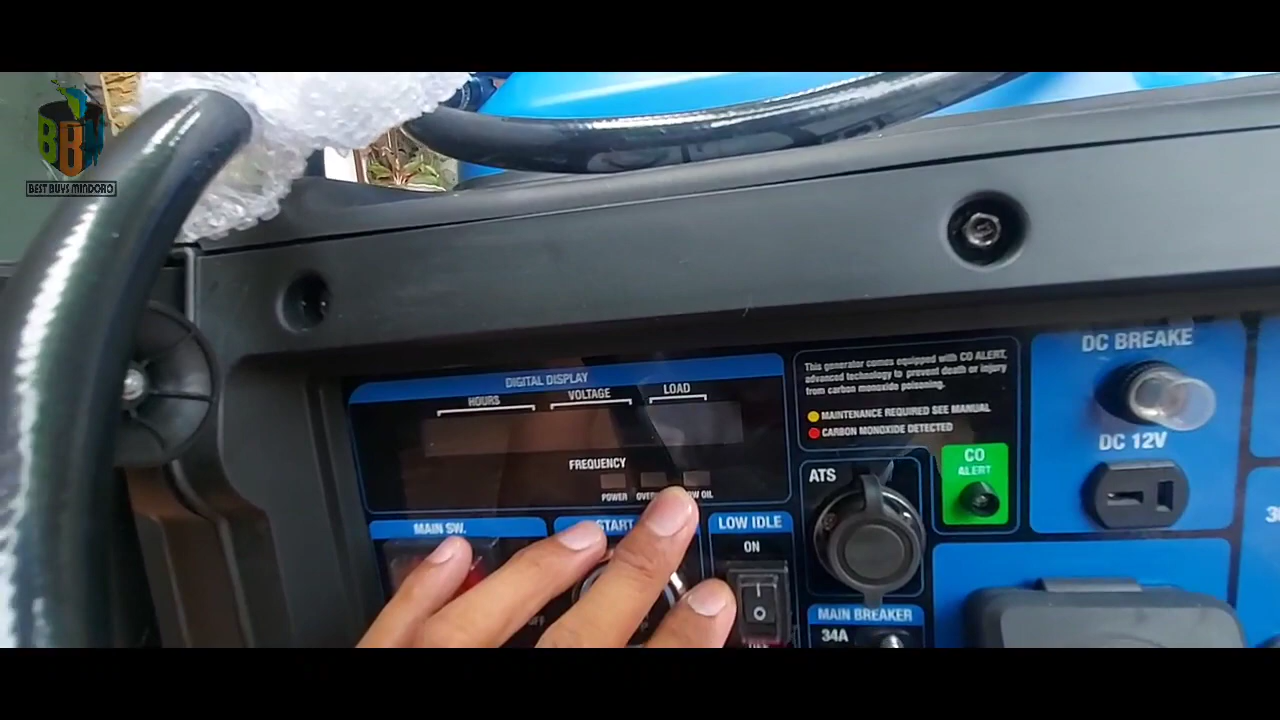 BBM
BEST BUYS MINDORO
DIGITAL DISPLAY
HOURS
VOLTAGE
LOAD
FREQUENCY
POWER
OVER
OW OIL
MAIN SW.
START
OFF
LOW IDLE
ON
This generator comes equipped with CO ALERT,
advanced technology to prevent death or injury
from carbon monoxide poisoning.
MAINTENANCE REQUIRED SEE MANUAL
CARBON MONOXIDE DETECTED
ATS
CO
ALERT
MAIN BREAKER
34A
DC BREAKE
DC 12V